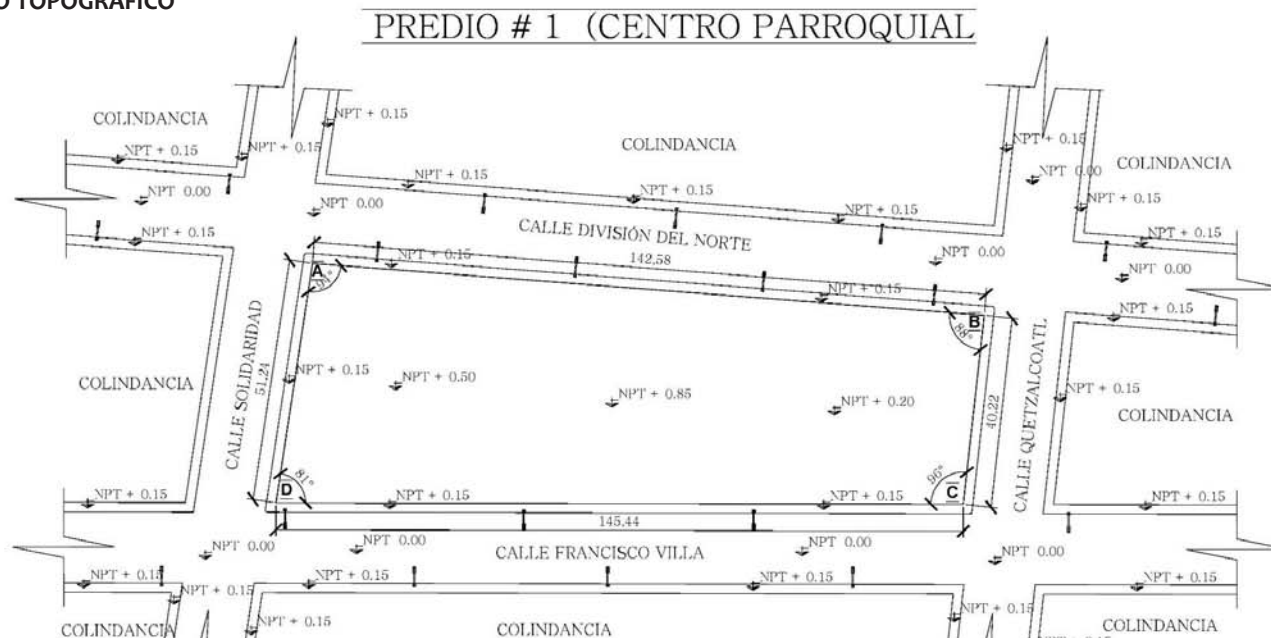 O TOPOGRÁFICO
PREDIO # 1 (CENTRO PARROQUIAL
COLINDANCIA
NPT + 0.15
NPT + 0.15
NPT + 0.15
NPT 0.00
NPT + 0.15
NPT 0.00
COLINDANCIA
NPT + 0.15
NPT + 0.15
NPT + 0.15
NPT + 0.15
NPT 0.00
COLINDANCIA
NPT + 0.15
NPT + 0.15
NPT 0.00
NPT 0.00
CALLE DIVISIÓN DEL NORTE
142.58
NPT + 0.15
NPT + 0.15
NPT + 0.15
A
B
88°
CALLE SOLIDARIDAD
51.24
COLINDANCIA
NPT + 0.15
NPT + 0.50
NPT + 0.85
NPT + 0.20
40.22
CALLE QUETZALCOATL
NPT + 0.15
COLINDANCIA
81°
D
96°
C
NPT + 0.15
NPT + 0.15
NPT + 0.15
NPT + 0.15
145.44
NPT 0.00
NPT 0.00
CALLE FRANCISCO VILLA
NPT 0.00
NPT 0.00
NPT + 0.15
NPT + 0.15
NPT + 0.15
NPT + 0.15
NPT + 0.15
NPT + 0.15
NPT + 0.15
COLINDANCIA
COLINDANCIA
COLINDANCIA
NPT + 0.15